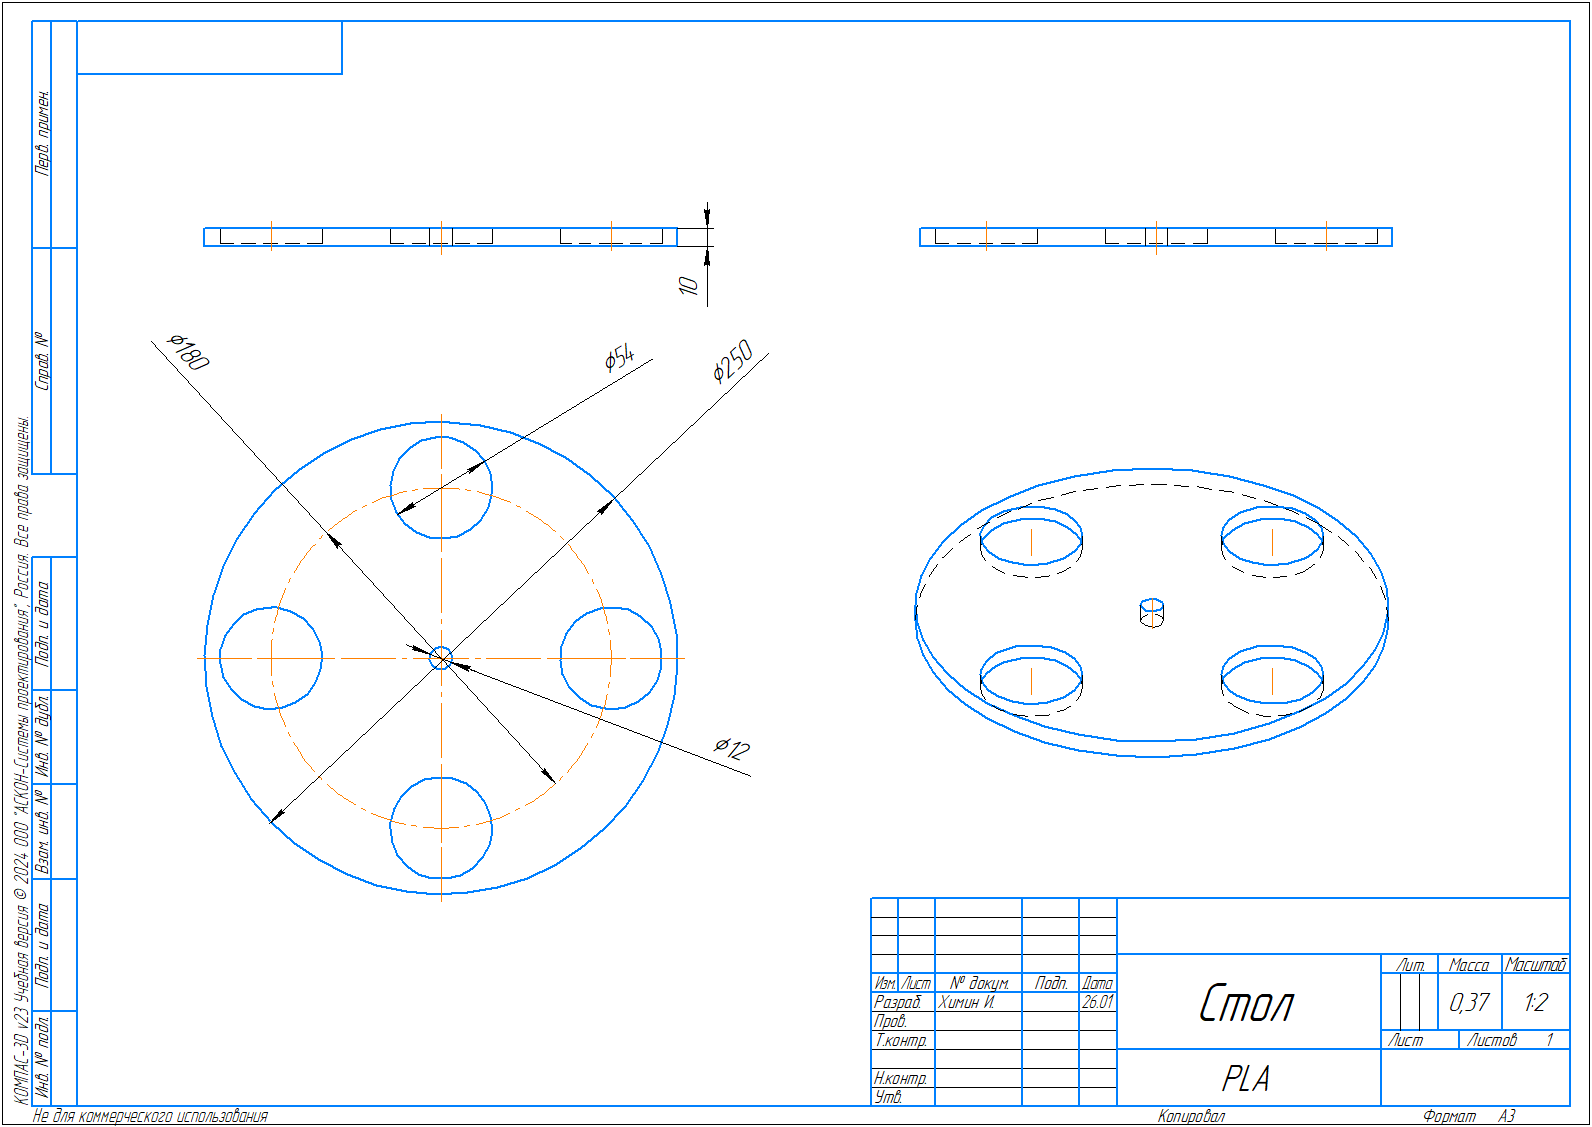 Перв. примен.
Справ. №
Подп. и дата
Инв. № дубл.
Взам. инв. №
Подп. и дата
Инв. № подл.
КОМПАС-3D v23 Учебная версия © 2024 ООО "АСКОН-Системы проектирования", Россия. Все права защищены.
10
⌀180
⌀54
⌀250
⌀12
Изм. Лист № докум. Подп. Дата
Разраб. Химин И. 26.01
Пров.
Т.контр.
Н.контр.
Утв.
Стол
PLA
Лит. Масса Масштаб
0,37 1:2
Лист Листов 1
Не для коммерческого использования
Копировал
Формат А3